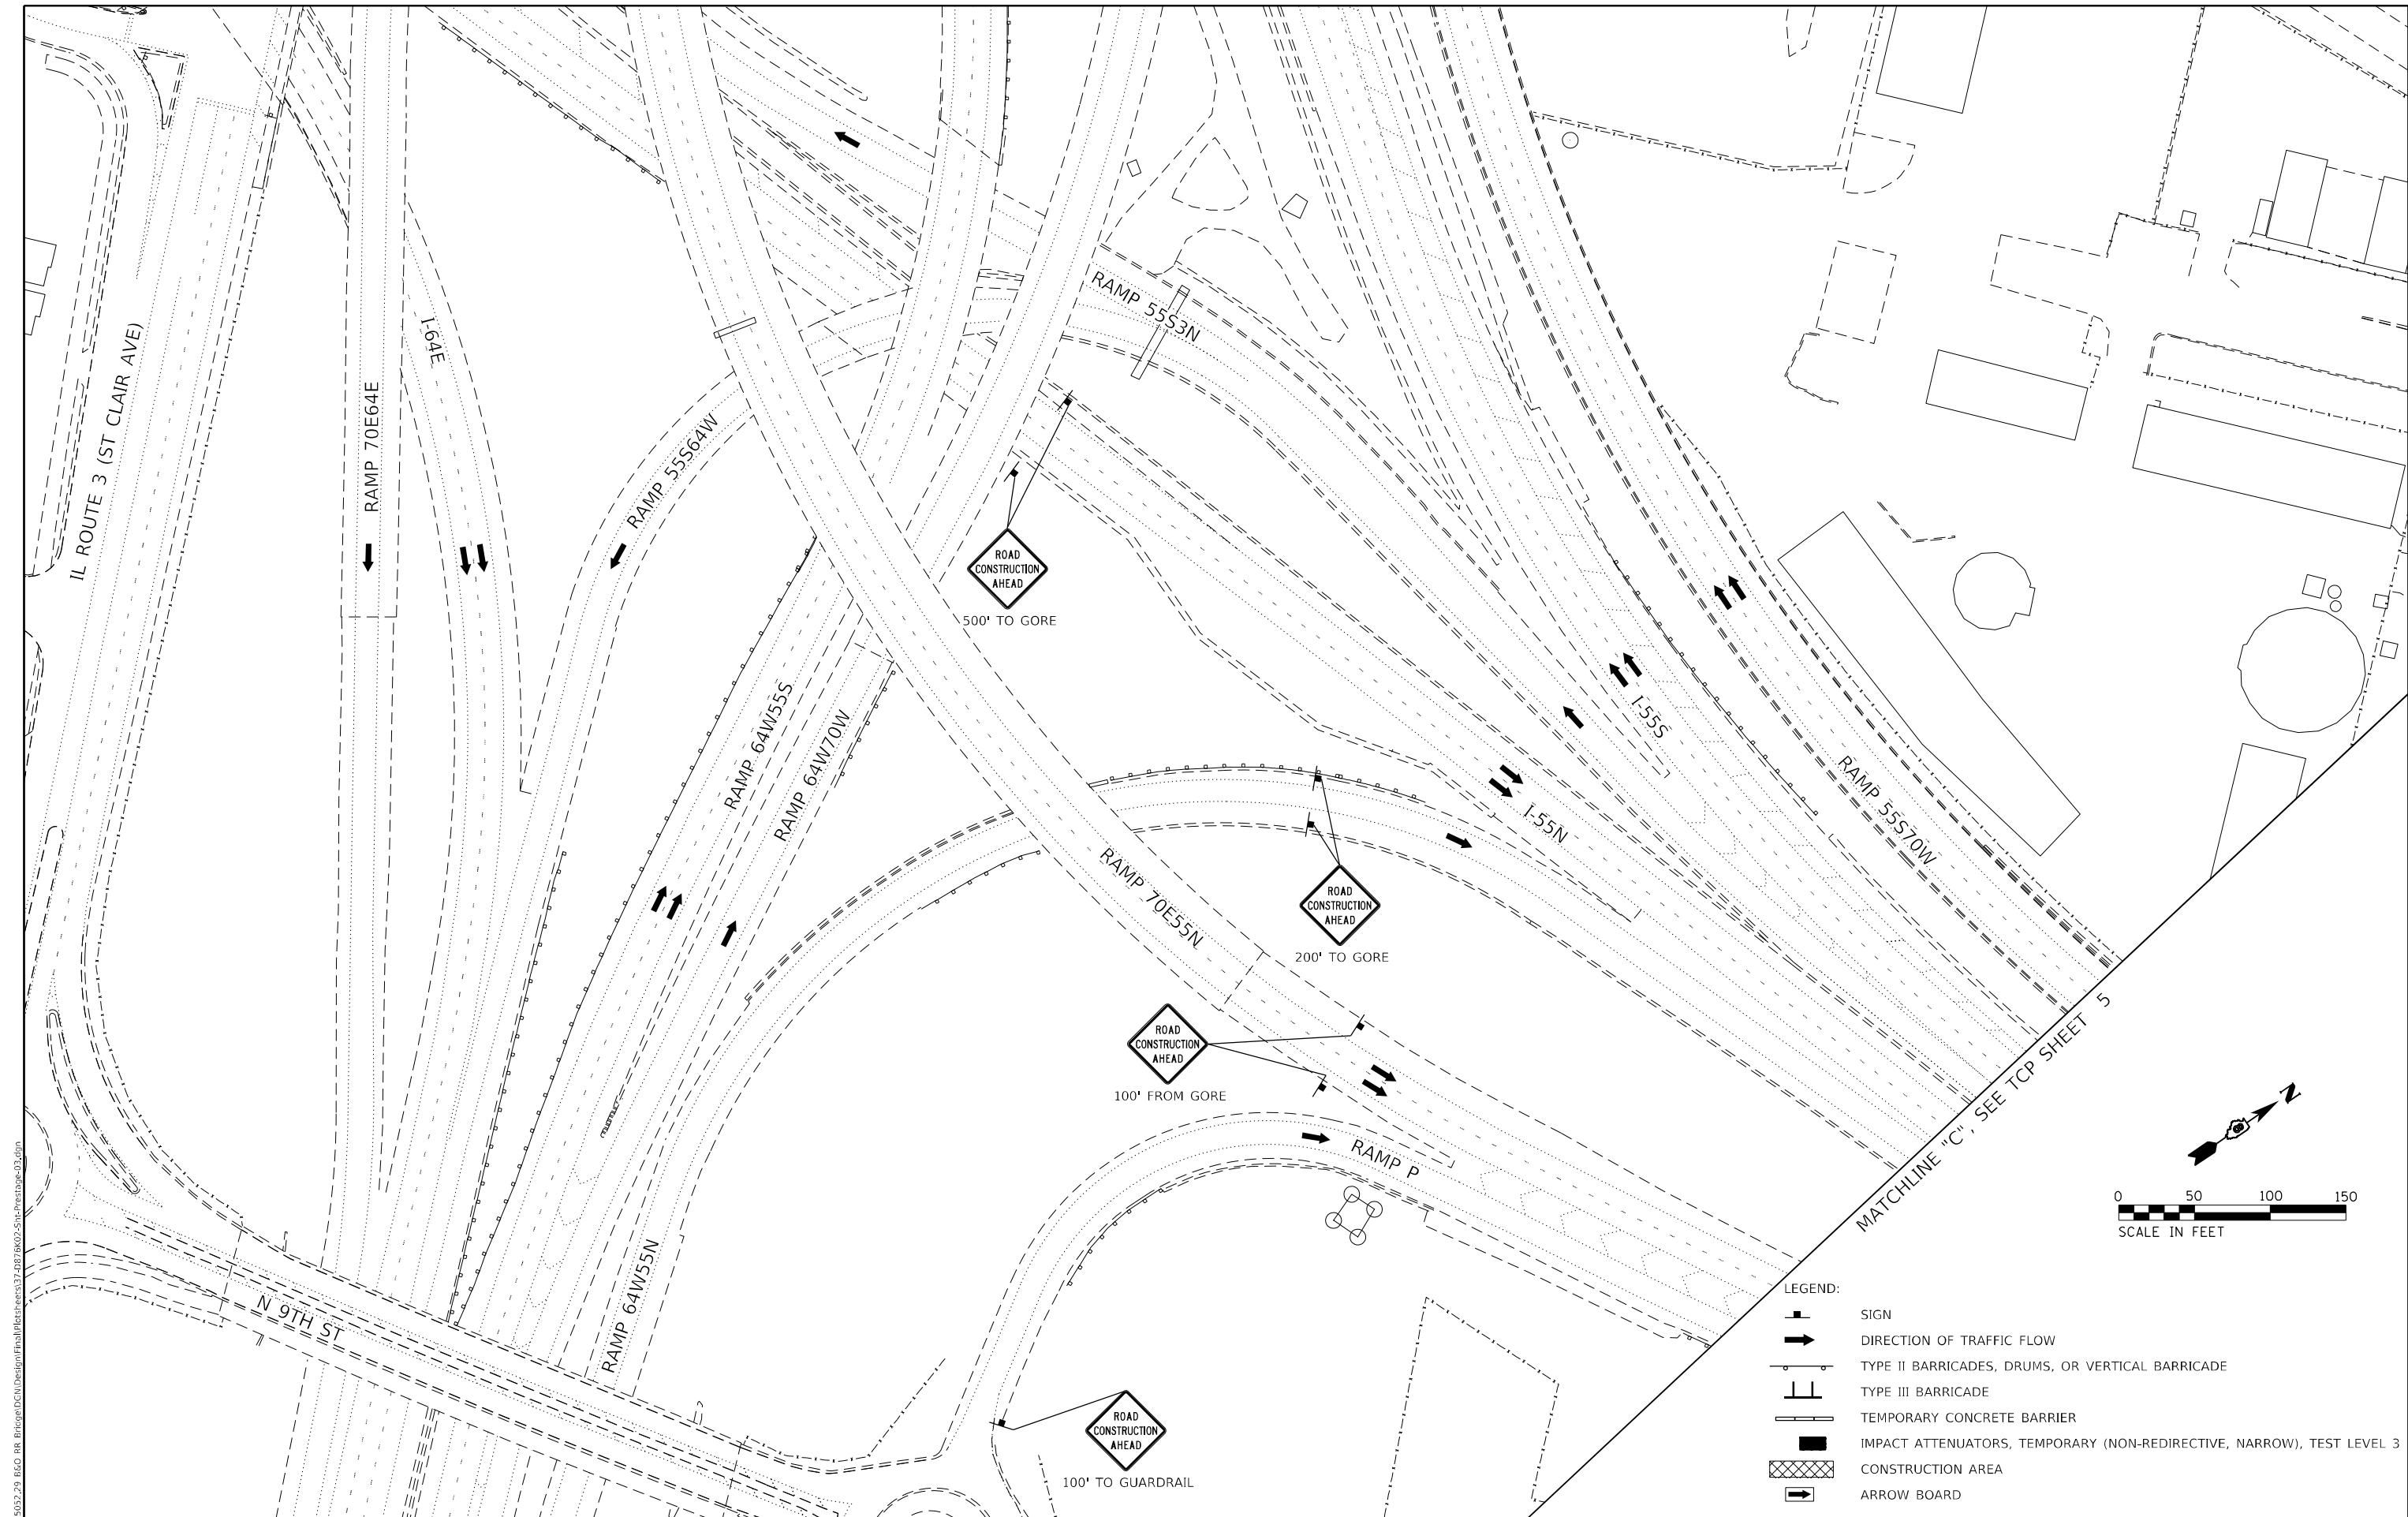 RAMP 55S3N
I-64E
IL ROUTE 3 (ST CLAIR AVE)
RAMP 70E64E
RAMP 55S64W
ROAD
CONSTRUCTION
AHEAD
500' TO GORE
RAMP 64W55S
RAMP 64W70W
I-55S
I-55N
RAMP 55S70W
RAMP 70E55N
ROAD
CONSTRUCTION
AHEAD
200' TO GORE
ROAD
CONSTRUCTION
AHEAD
100' FROM GORE
RAMP P
MATCHLINE "C", SEE TCP SHEET 5
N
0 50 100 150
SCALE IN FEET
RAMP 64W55N
N 9TH ST
ROAD
CONSTRUCTION
AHEAD
100' TO GUARDRAIL
LEGEND:
SIGN
DIRECTION OF TRAFFIC FLOW
TYPE II BARRICADES, DRUMS, OR VERTICAL BARRICADE
TYPE III BARRICADE
TEMPORARY CONCRETE BARRIER
IMPACT ATTENUATORS, TEMPORARY (NON-REDIRECTIVE, NARROW), TEST LEVEL 3
CONSTRUCTION AREA
ARROW BOARD